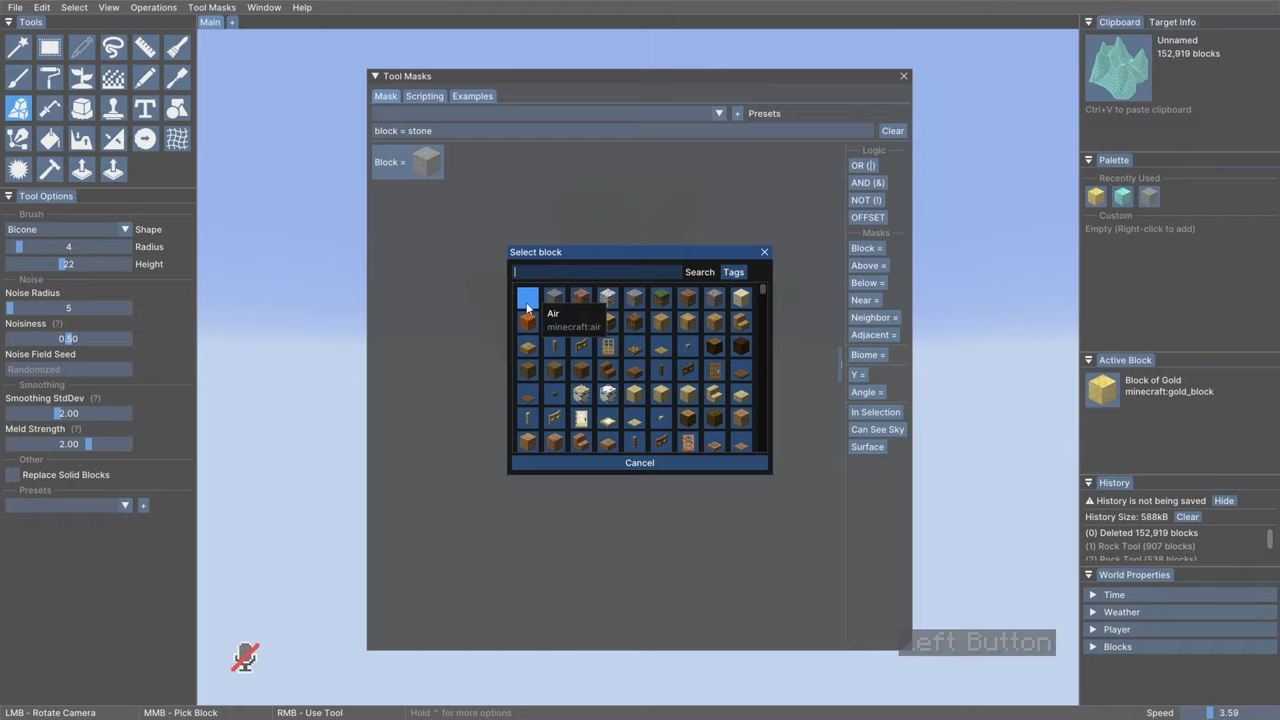 File Edit Select View Operations Tool Masks Window Help
Tools
Main +
Clipboard Target Info
Unnamed
152,919 blocks
Ctrl+V to paste clipboard
Tool Masks
Mask Scripting Examples
+ Presets
block = stone Clear
Block =
Logic
OR (|)
AND (&)
NOT (!)
OFFSET
Masks
Block =
Above =
Below =
Near =
Neighbor =
Adjacent =
Biome =
Y =
Angle =
In Selection
Can See Sky
Surface
Select block
Search Tags
Air
minecraft:air
Cancel
Tool Options
Brush
Bicone Shape
4 Radius
22 Height
Noise
Noise Radius
5
Noisiness (?)
0.50
Noise Field Seed
Randomized
Smoothing
Smoothing StdDev
2.00
Meld Strength (?)
2.00
Other
Replace Solid Blocks
Presets
+
Palette
Recently Used
Custom
Empty (Right-click to add)
Active Block
Block of Gold
minecraft:gold_block
History
History is not being saved Hide
History Size: 588kB Clear
(0) Deleted 152,919 blocks
(1) Rock Tool (907 blocks)
(2) Rock Tool (538 blocks)
World Properties
Time
Weather
Player
Blocks
Left Button
LMB - Rotate Camera MMB - Pick Block RMB - Use Tool Hold ^ for more options Speed 3.59